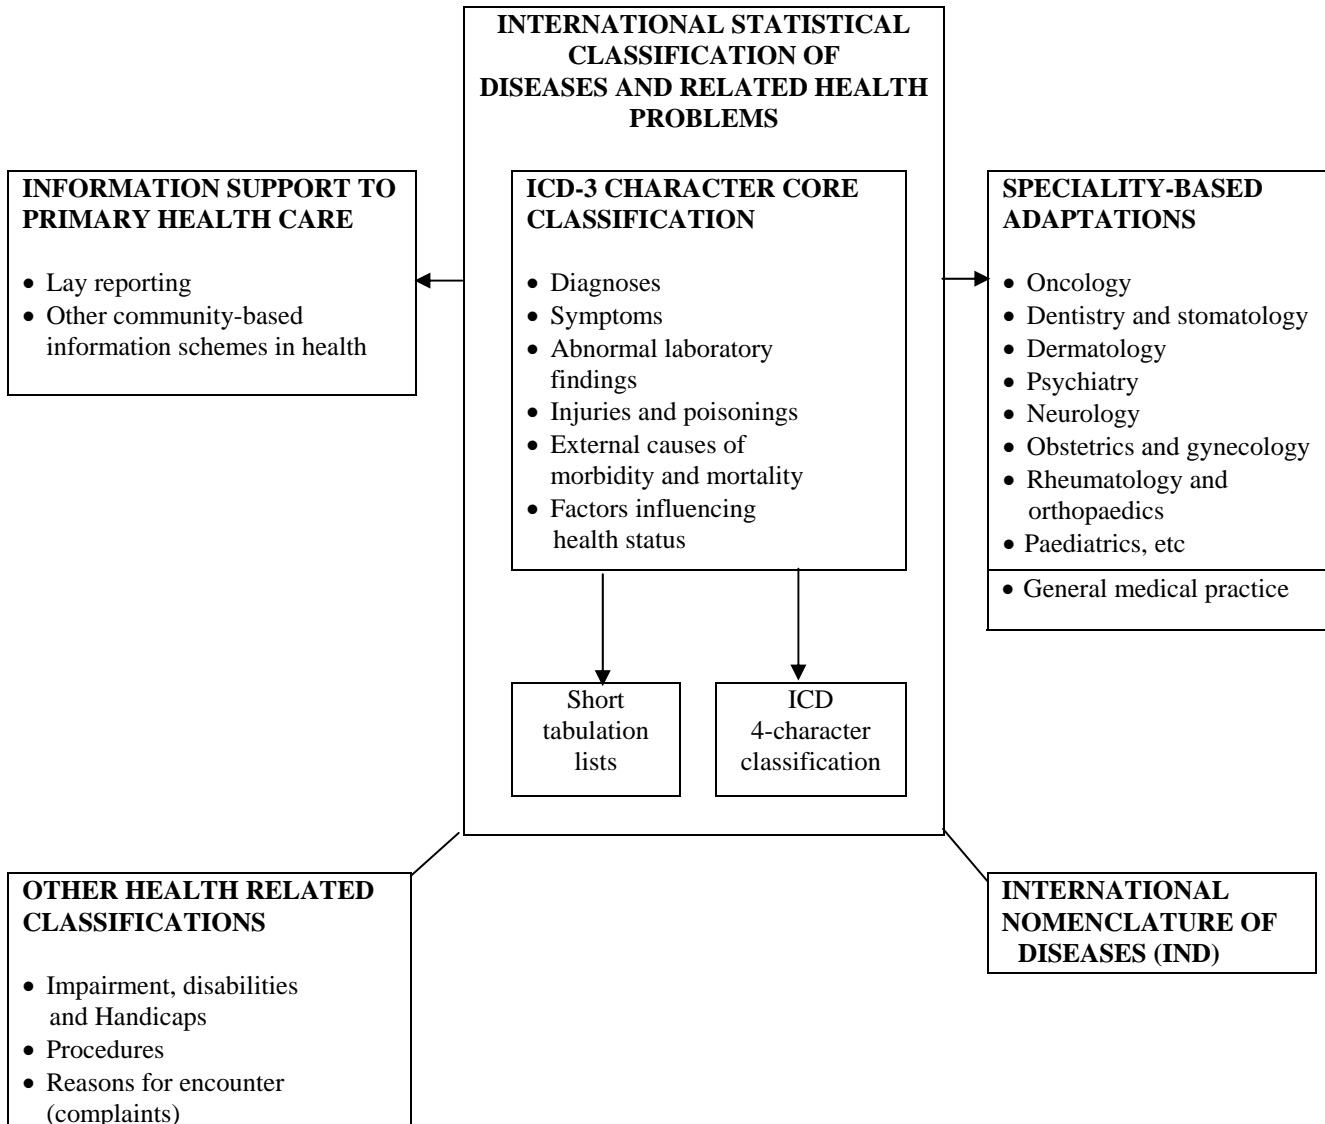 INTERNATIONAL STATISTICAL
CLASSIFICATION OF
DISEASES AND RELATED HEALTH
PROBLEMS
INFORMATION SUPPORT TO
PRIMARY HEALTH CARE
• Lay reporting
• Other community-based
information schemes in health
ICD-3 CHARACTER CORE
CLASSIFICATION
• Diagnoses
• Symptoms
• Abnormal laboratory
findings
• Injuries and poisonings
• External causes of
morbidity and mortality
• Factors influencing
health status
SPECIALITY-BASED
ADAPTATIONS
• Oncology
• Dentistry and stomatology
• Dermatology
• Psychiatry
• Neurology
• Obstetrics and gynecology
• Rheumatology and
orthopaedics
• Paediatrics, etc
• General medical practice
Short
tabulation
lists
ICD
4-character
classification
OTHER HEALTH RELATED
CLASSIFICATIONS
• Impairment, disabilities
and Handicaps
• Procedures
• Reasons for encounter
(complaints)
INTERNATIONAL
NOMENCLATURE OF
DISEASES (IND)